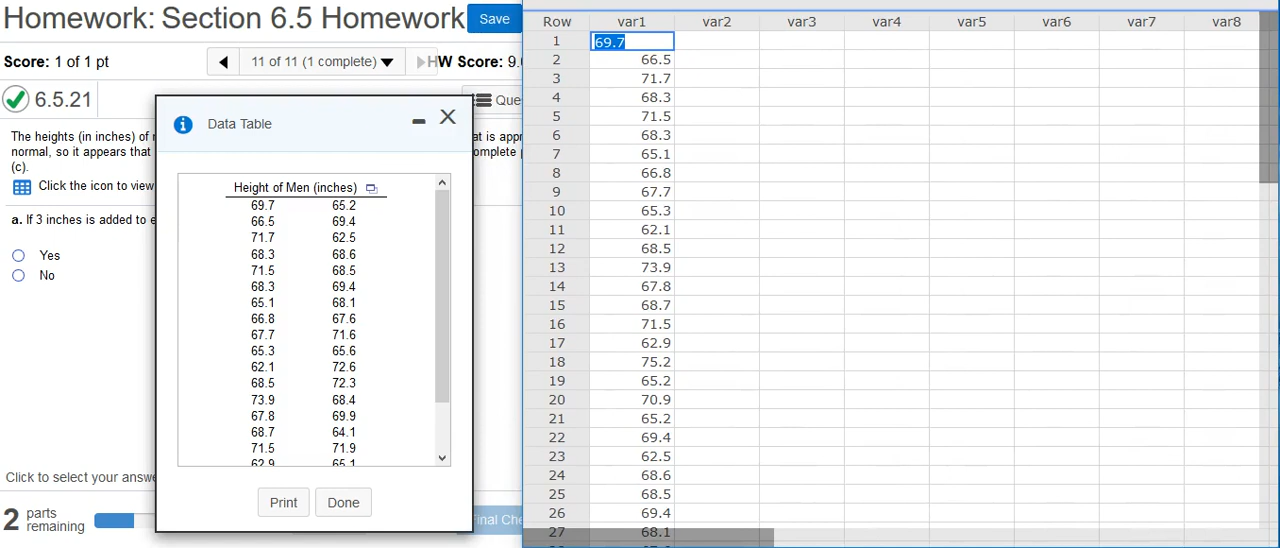 Homework: Section 6.5 Homework
Save
Score: 1 of 1 pt
11 of 11 (1 complete)
HW Score: 9.
6.5.21
Que
The heights (in inches) of
at is appr
normal, so it appears that
omplete
(c).
Click the icon to view
a. If 3 inches is added to e
Yes
No
Click to select your answe
2 parts remaining
Final Che
Data Table
Height of Men (inches)
69.7 65.2
66.5 69.4
71.7 62.5
68.3 68.6
71.5 68.5
68.3 69.4
65.1 68.1
66.8 67.6
67.7 71.6
65.3 65.6
62.1 72.6
68.5 72.3
73.9 68.4
67.8 69.9
68.7 64.1
71.5 71.9
62.9 65.1
Print
Done
Row var1 var2 var3 var4 var5 var6 var7 var8
1 69.7
2 66.5
3 71.7
4 68.3
5 71.5
6 68.3
7 65.1
8 66.8
9 67.7
10 65.3
11 62.1
12 68.5
13 73.9
14 67.8
15 68.7
16 71.5
17 62.9
18 75.2
19 65.2
20 70.9
21 65.2
22 69.4
23 62.5
24 68.6
25 68.5
26 69.4
27 68.1